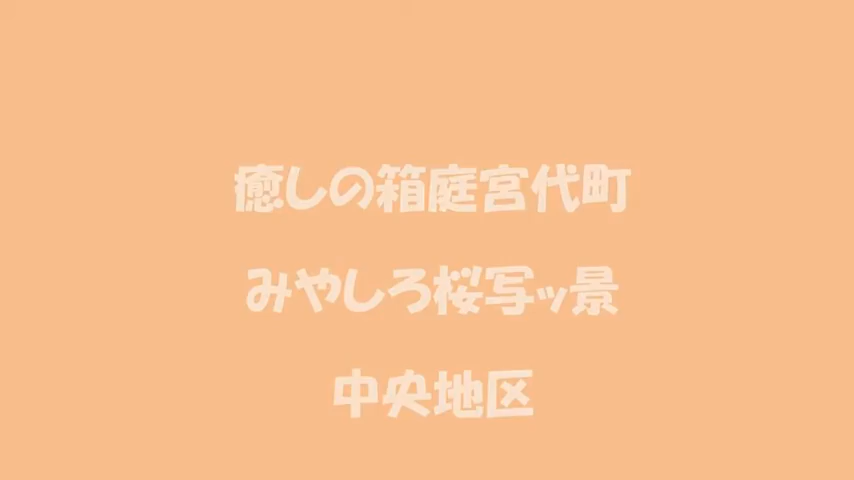 癒しの箱庭宮代町
みやしろ桜写ッ景
中央地区